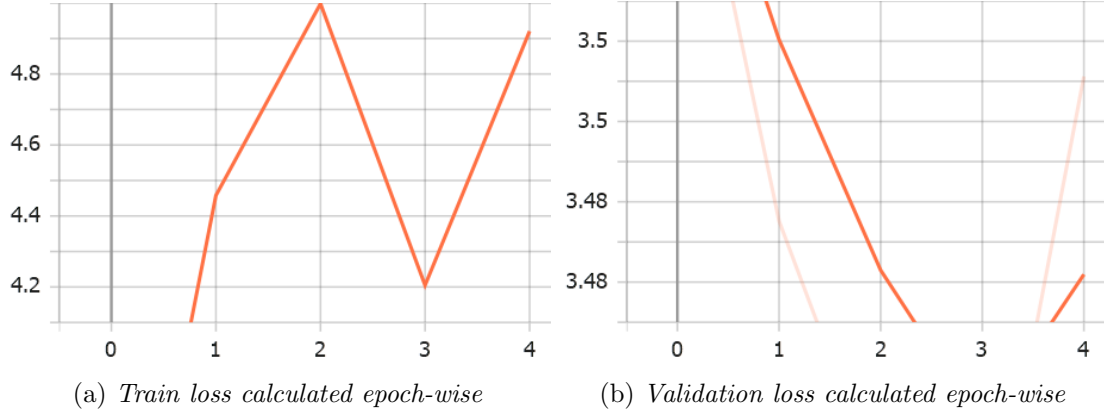 4.8
4.6
4.4
4.2
0 1 2 3 4
3.5
3.5
3.48
3.48
0 1 2 3 4
(a) Train loss calculated epoch-wise
(b) Validation loss calculated epoch-wise